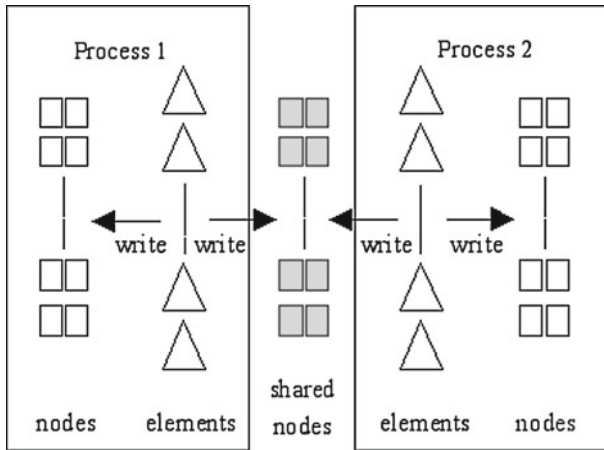 Process 1
Process 2
write
write
write
write
shared
nodes
elements
nodes
elements
nodes